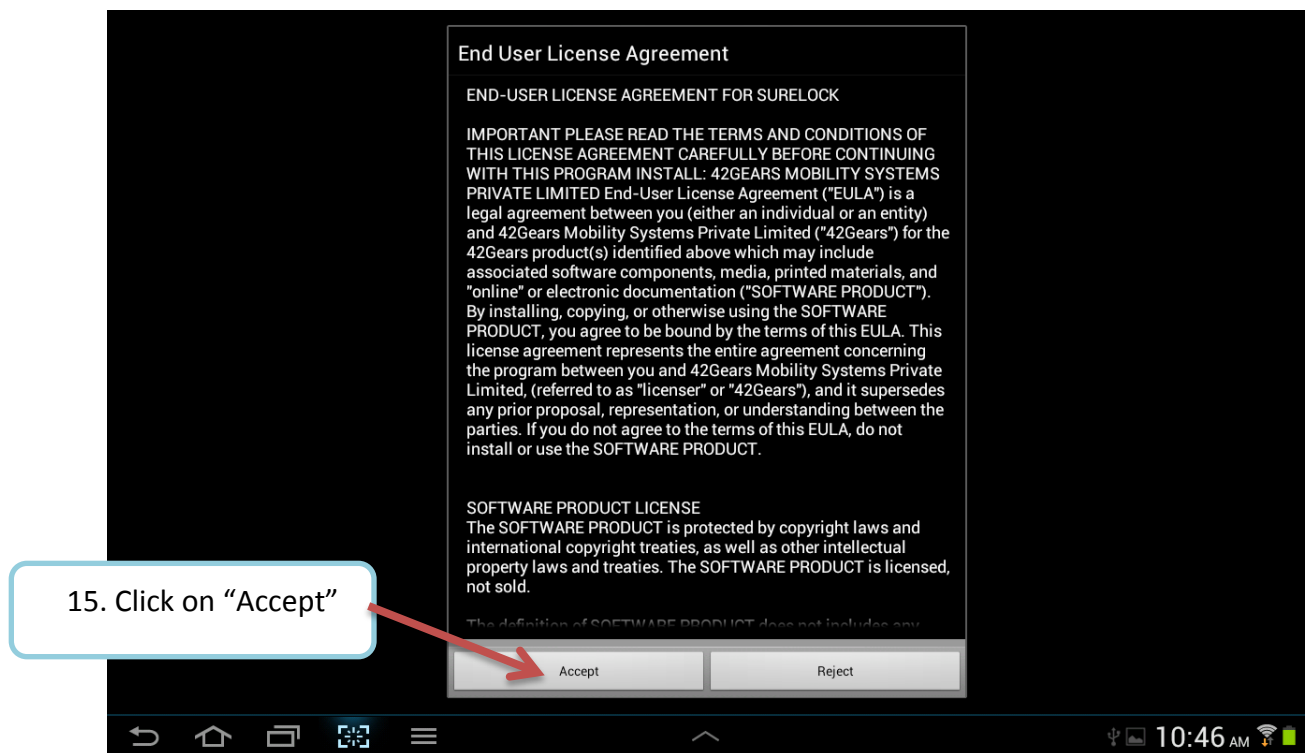 End User License Agreement
END-USER LICENSE AGREEMENT FOR SURELOCK
IMPORTANT PLEASE READ THE TERMS AND CONDITIONS OF
THIS LICENSE AGREEMENT CAREFULLY BEFORE CONTINUING
WITH THIS PROGRAM INSTALL: 42GEARS MOBILITY SYSTEMS
PRIVATE LIMITED End-User License Agreement ("EULA") is a
legal agreement between you (either an individual or an entity)
and 42Gears Mobility Systems Private Limited ("42Gears") for the
42Gears product(s) identified above which may include
associated software components, media, printed materials, and
"online" or electronic documentation ("SOFTWARE PRODUCT").
By installing, copying, or otherwise using the SOFTWARE
PRODUCT, you agree to be bound by the terms of this EULA. This
license agreement represents the entire agreement concerning
the program between you and 42Gears Mobility Systems Private
Limited, (referred to as "licenser" or "42Gears"), and it supersedes
any prior proposal, representation, or understanding between the
parties. If you do not agree to the terms of this EULA, do not
install or use the SOFTWARE PRODUCT.
SOFTWARE PRODUCT LICENSE
The SOFTWARE PRODUCT is protected by copyright laws and
international copyright treaties, as well as other intellectual
property laws and treaties. The SOFTWARE PRODUCT is licensed,
not sold.
The definition of SOFTWARE PRODUCT does not includes any
15. Click on “Accept”
Accept
Reject
10:46 AM